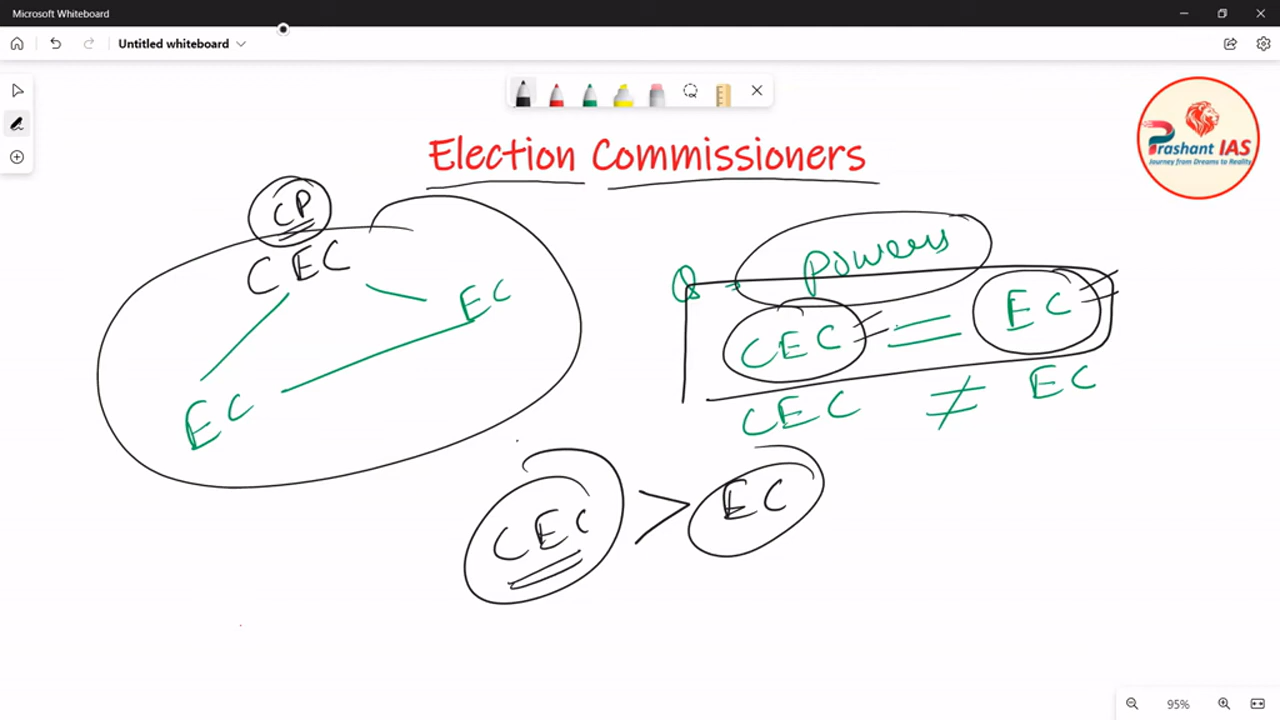 Microsoft Whiteboard
Untitled whiteboard
Election Commissioners
Prashant IAS
Journey from Dreams to Reality
CP
CEC
EC
EC
Q = powers
CEC = EC
CEC ≠ EC
CEC > EC
95%